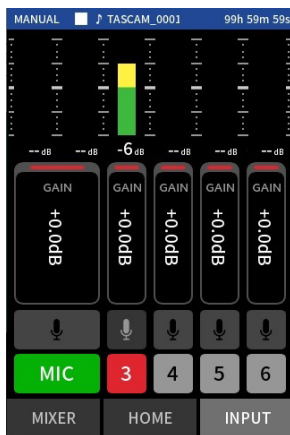 MANUAL ♪ TASCAM_0001 99h 59m 59s
--dB --dB -6dB --dB --dB --dB
GAIN GAIN GAIN GAIN GAIN
+0.0dB +0.0dB +0.0dB +0.0dB +0.0dB
MIC 3 4 5 6
MIXER HOME INPUT